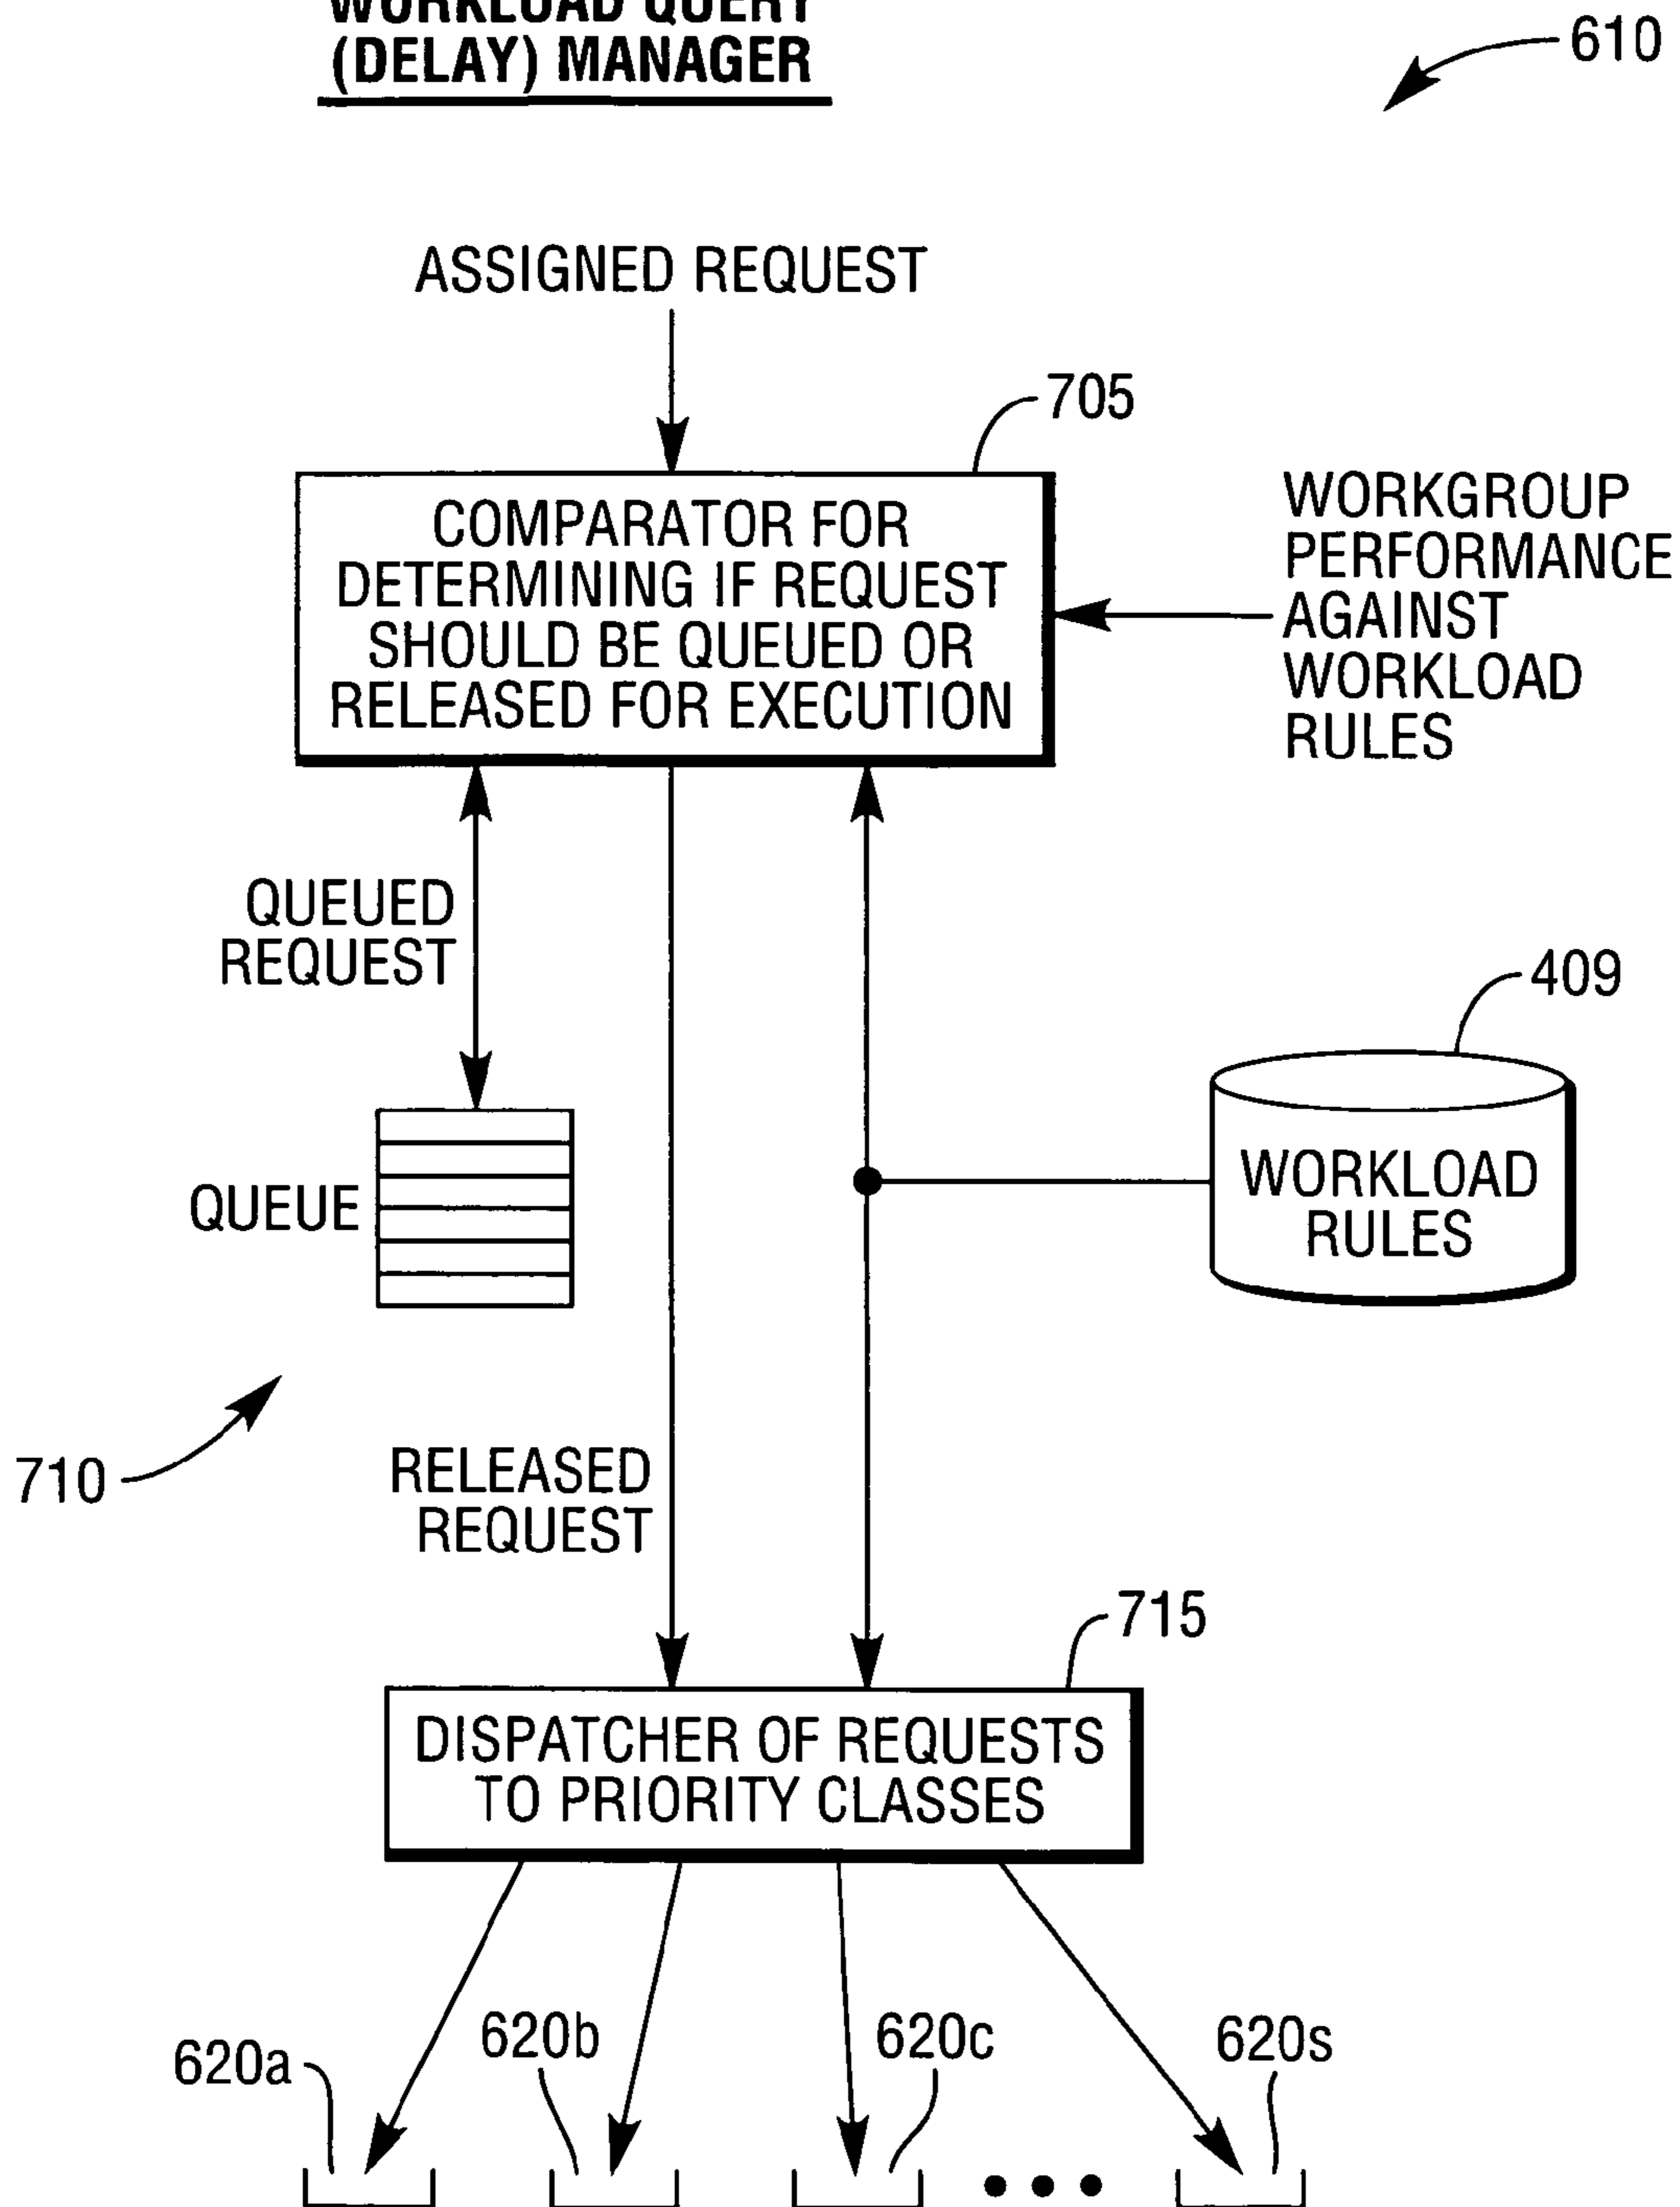 WORKLOAD QUERY
(DELAY) MANAGER
610
ASSIGNED REQUEST
705
COMPARATOR FOR
DETERMINING IF REQUEST
SHOULD BE QUEUED OR
RELEASED FOR EXECUTION
WORKGROUP
PERFORMANCE
AGAINST
WORKLOAD
RULES
QUEUED
REQUEST
409
WORKLOAD
RULES
QUEUE
710
RELEASED
REQUEST
715
DISPATCHER OF REQUESTS
TO PRIORITY CLASSES
620a
620b
620c
620s